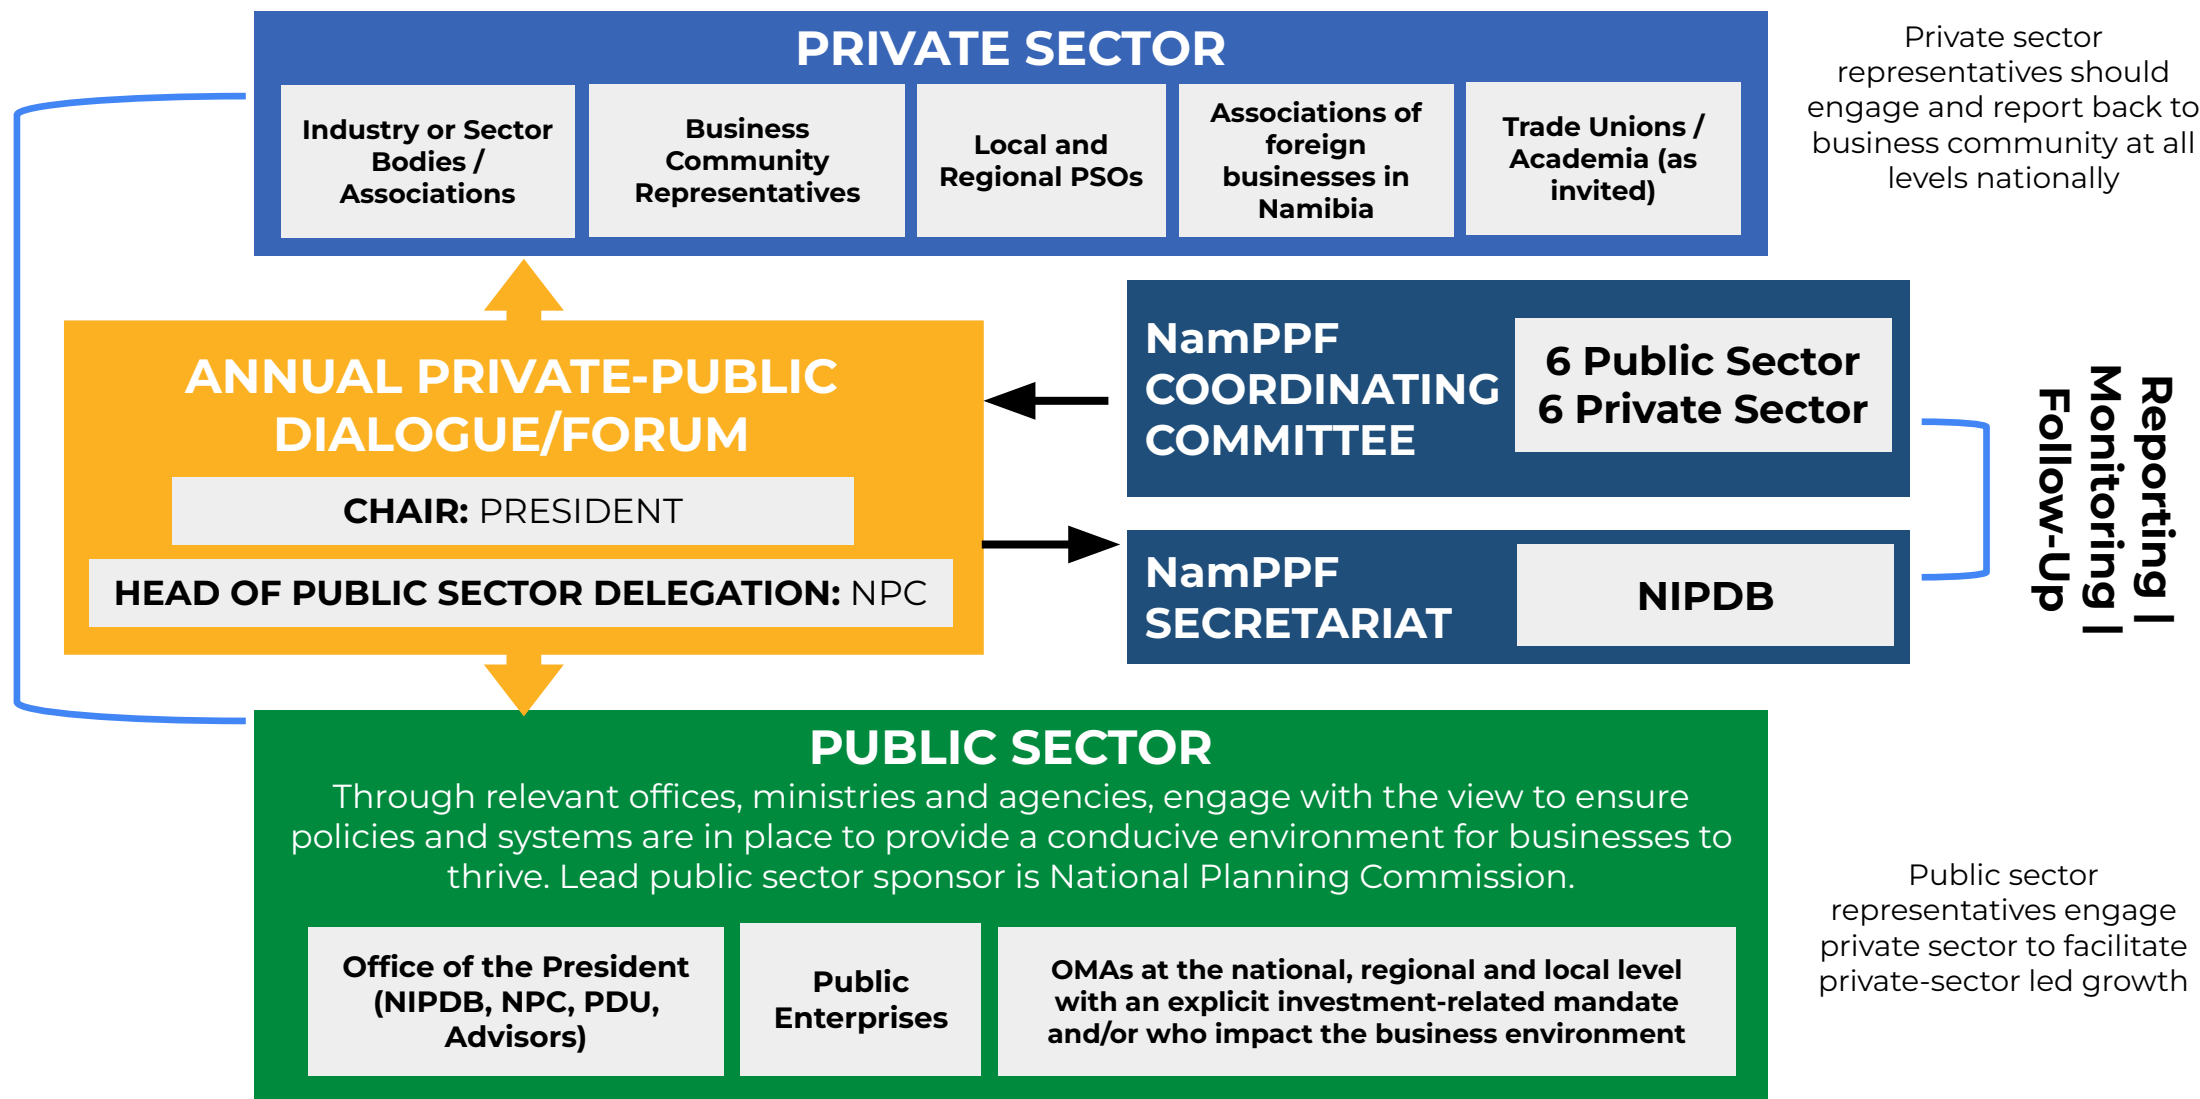 PRIVATE SECTOR
Industry or Sector
Bodies /
Associations
Business
Community
Representatives
Local and
Regional PSOs
Associations of
foreign
businesses in
Namibia
Trade Unions /
Academia (as
invited)
Private sector
representatives should
engage and report back to
business community at all
levels nationally
ANNUAL PRIVATE-PUBLIC
DIALOGUE/FORUM
CHAIR: PRESIDENT
HEAD OF PUBLIC SECTOR DELEGATION: NPC
NamPPF
COORDINATING
COMMITTEE
6 Public Sector
6 Private Sector
NamPPF
SECRETARIAT
NIPDB
Reporting |
Monitoring |
Follow-Up
PUBLIC SECTOR
Through relevant offices, ministries and agencies, engage with the view to ensure
policies and systems are in place to provide a conducive environment for businesses to
thrive. Lead public sector sponsor is National Planning Commission.
Office of the President
(NIPDB, NPC, PDU,
Advisors)
Public
Enterprises
OMAs at the national, regional and local level
with an explicit investment-related mandate
and/or who impact the business environment
Public sector
representatives engage
private sector to facilitate
private-sector led growth